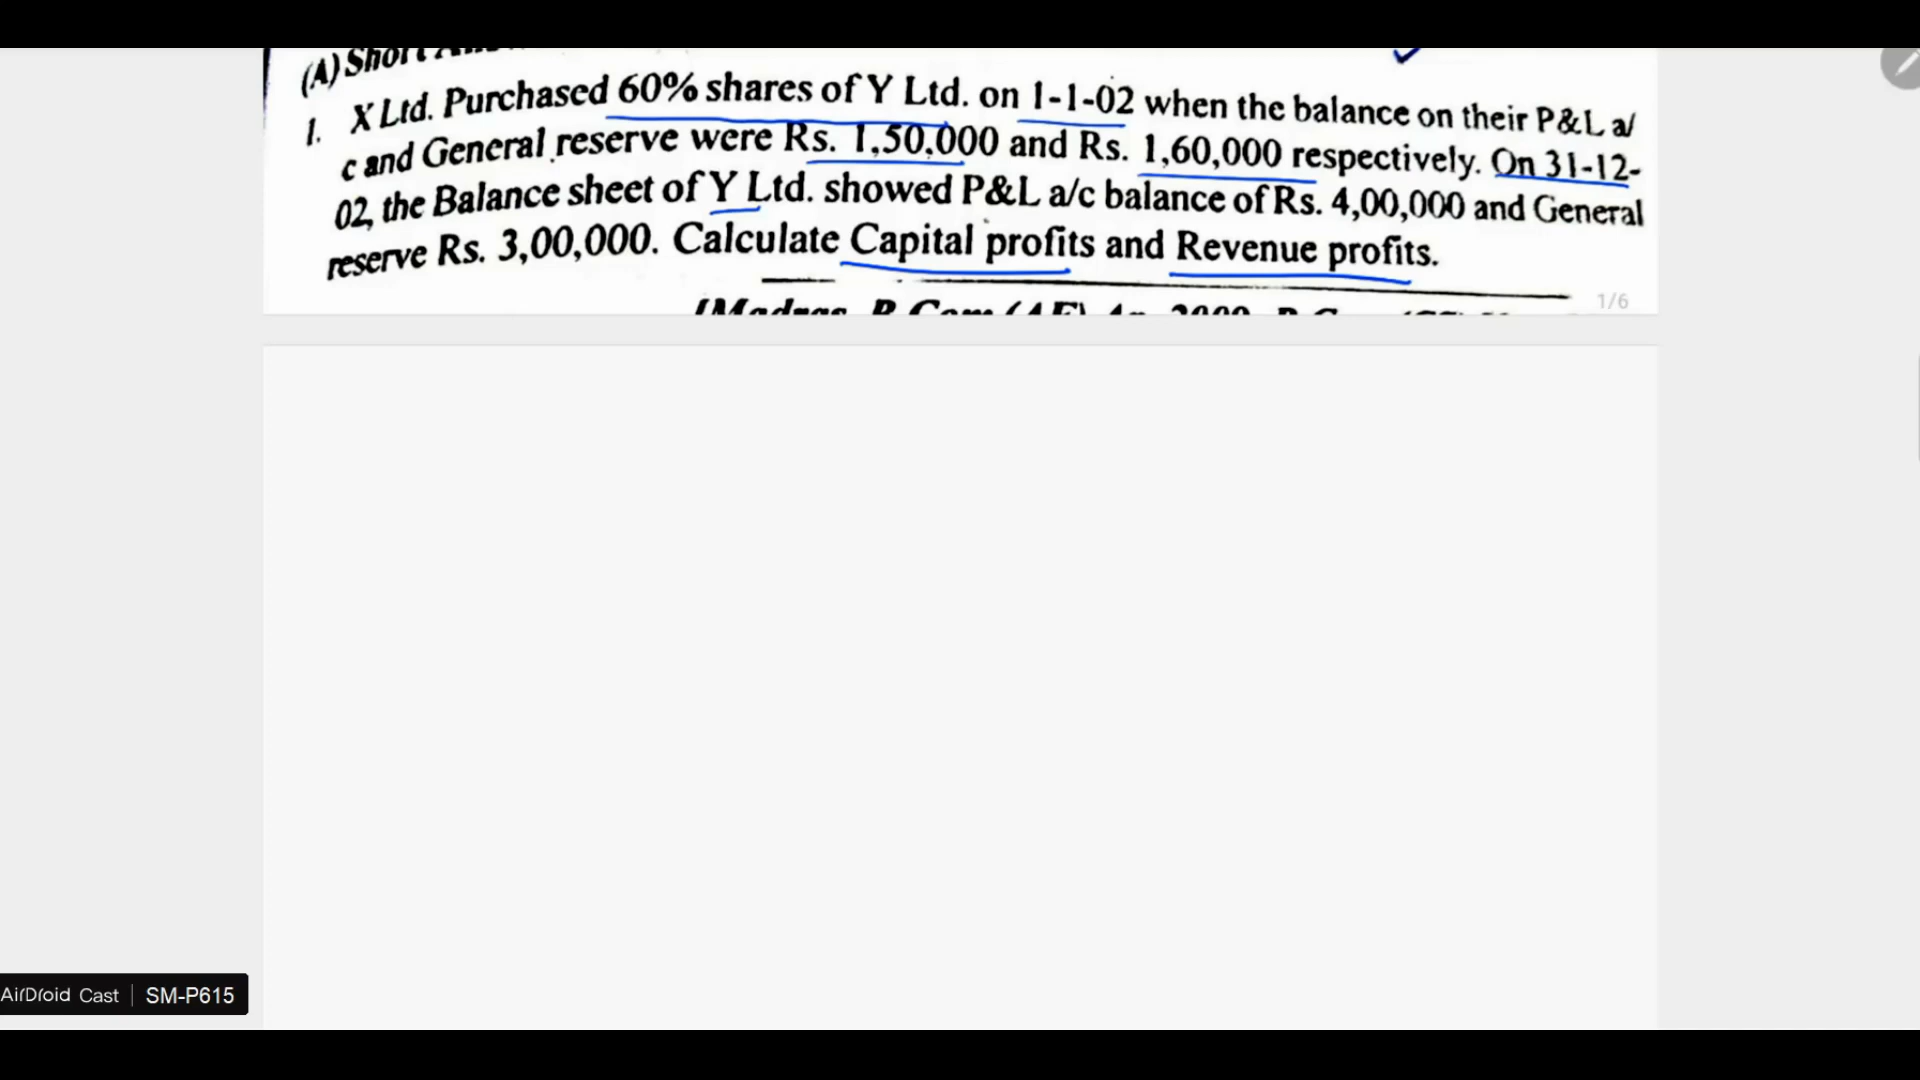 (A) Short
1. X Ltd. Purchased 60% shares of Y Ltd. on 1-1-02 when the balance on their P&L a/
c and General reserve were Rs. 1,50,000 and Rs. 1,60,000 respectively. On 31-12-
02, the Balance sheet of Y Ltd. showed P&L a/c balance of Rs. 4,00,000 and General
reserve Rs. 3,00,000. Calculate Capital profits and Revenue profits.
[Madras, B.Com (AF)
1/6
AirDroid Cast | SM-P615